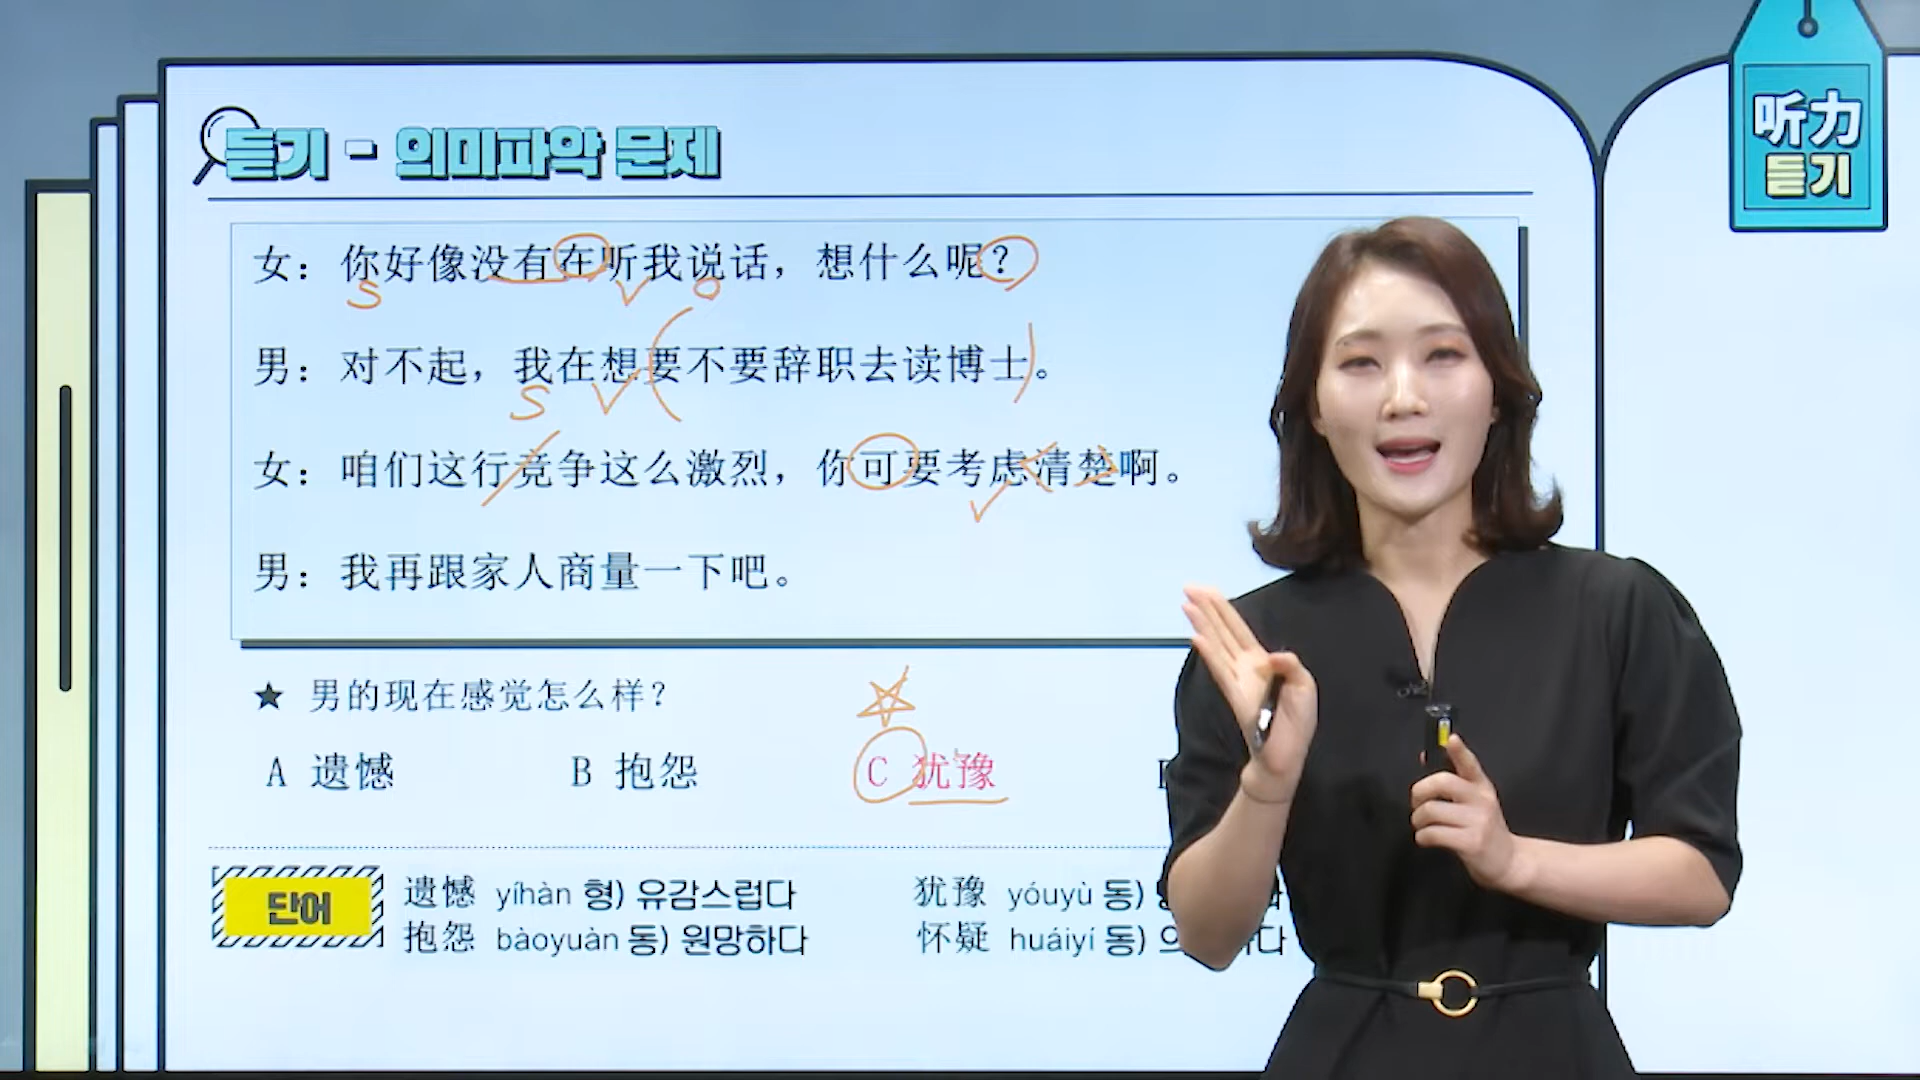 听力
듣기
듣기 - 의미파악 문제
女：你好像没有在听我说话，想什么呢？
S V O
男：对不起，我在想要不要辞职去读博士。
S V
女：咱们这行竞争这么激烈，你可要考虑清楚啊。
V
男：我再跟家人商量一下吧。
★ 男的现在感觉怎么样？
A 遗憾 B 抱怨 C 犹豫
단어
遗憾 yíhàn 형) 유감스럽다 犹豫 yóuyù 동)
抱怨 bàoyuàn 동) 원망하다 怀疑 huáiyí 동)